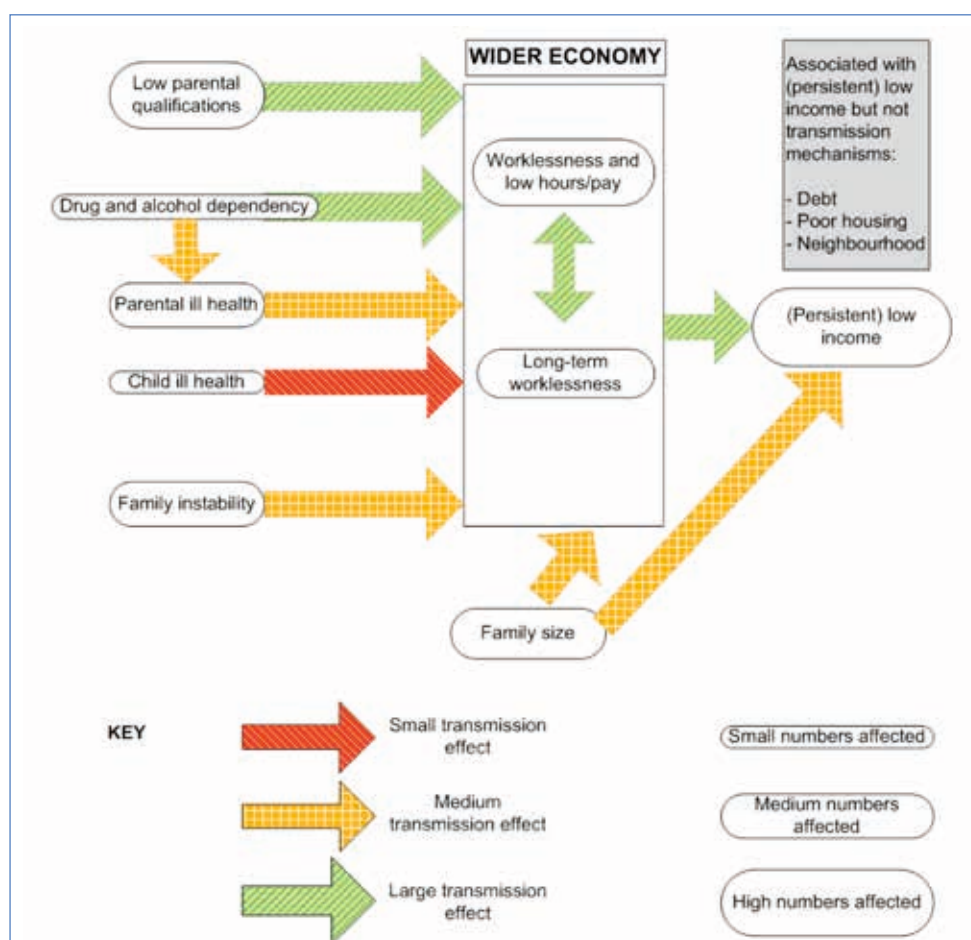 WIDER ECONOMY
Low parental
qualifications
Drug and alcohol dependency
Parental ill health
Child ill health
Family instability
Worklessness and
low hours/pay
Long-term
worklessness
Family size
Associated with
(persistent) low
income but not
transmission
mechanisms:
- Debt
- Poor housing
- Neighbourhood
(Persistent) low
income
KEY
Small transmission
effect
Small numbers affected
Medium
transmission effect
Medium numbers
affected
Large transmission
effect
High numbers affected